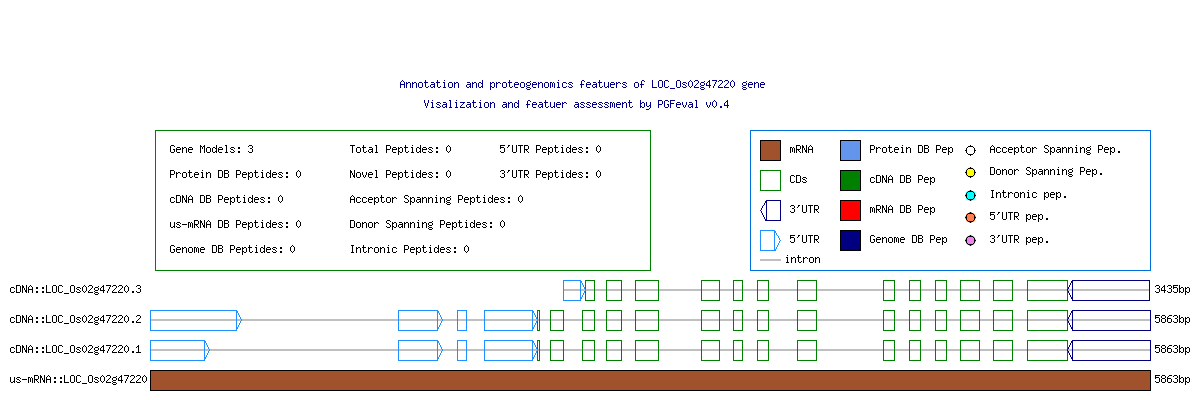 Annotation and proteogenomics featuers of LOC_Os02g47220 gene
Visalization and featuer assessment by PGFeval v0.4
Gene Models: 3 Total Peptides: 0 5'UTR Peptides: 0
Protein DB Peptides: 0 Novel Peptides: 0 3'UTR Peptides: 0
cDNA DB Peptides: 0 Acceptor Spanning Peptides: 0
us-mRNA DB Peptides: 0 Donor Spanning Peptides: 0
Genome DB Peptides: 0 Intronic Peptides: 0
mRNA Protein DB Pep Acceptor Spanning Pep.
CDs cDNA DB Pep Donor Spanning Pep.
3'UTR mRNA DB Pep Intronic pep.
5'UTR Genome DB Pep 5'UTR pep.
intron 3'UTR pep.
cDNA::LOC_Os02g47220.3 3435bp
cDNA::LOC_Os02g47220.2 5863bp
cDNA::LOC_Os02g47220.1 5863bp
us-mRNA::LOC_Os02g47220 5863bp